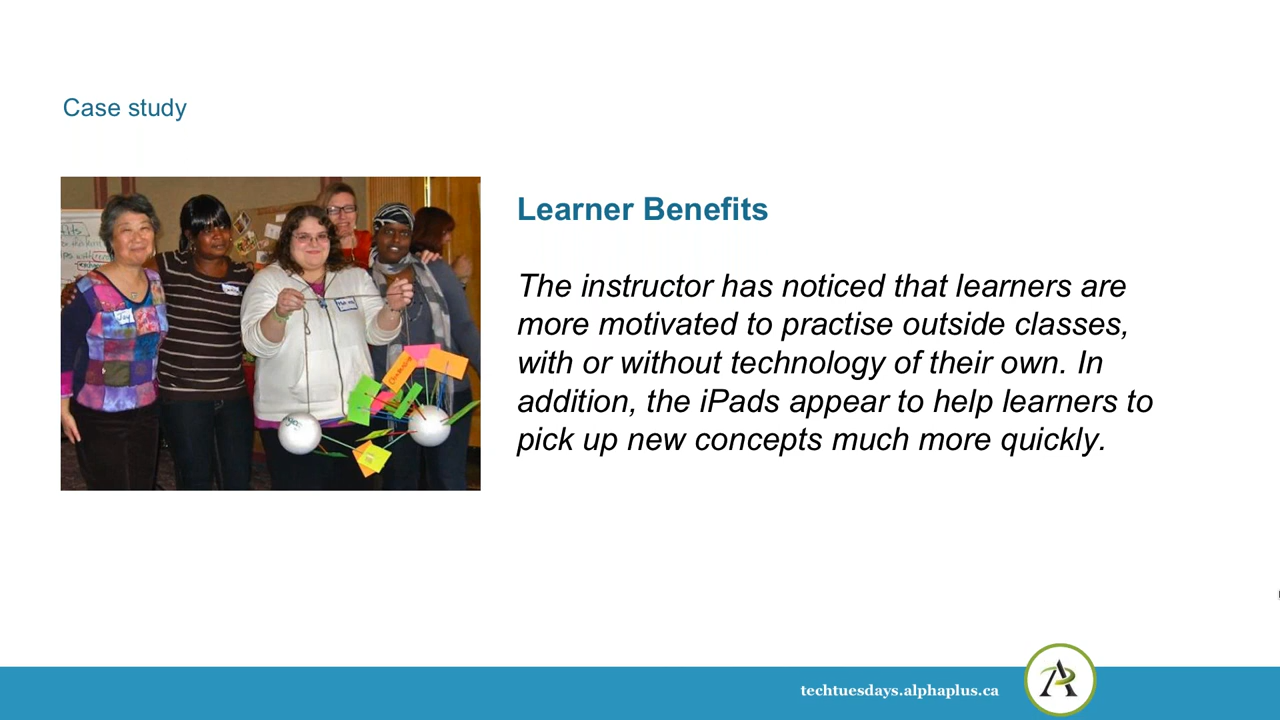 Case study
Learner Benefits
The instructor has noticed that learners are
more motivated to practise outside classes,
with or without technology of their own. In
addition, the iPads appear to help learners to
pick up new concepts much more quickly.
techtuesdays.alphaplus.ca